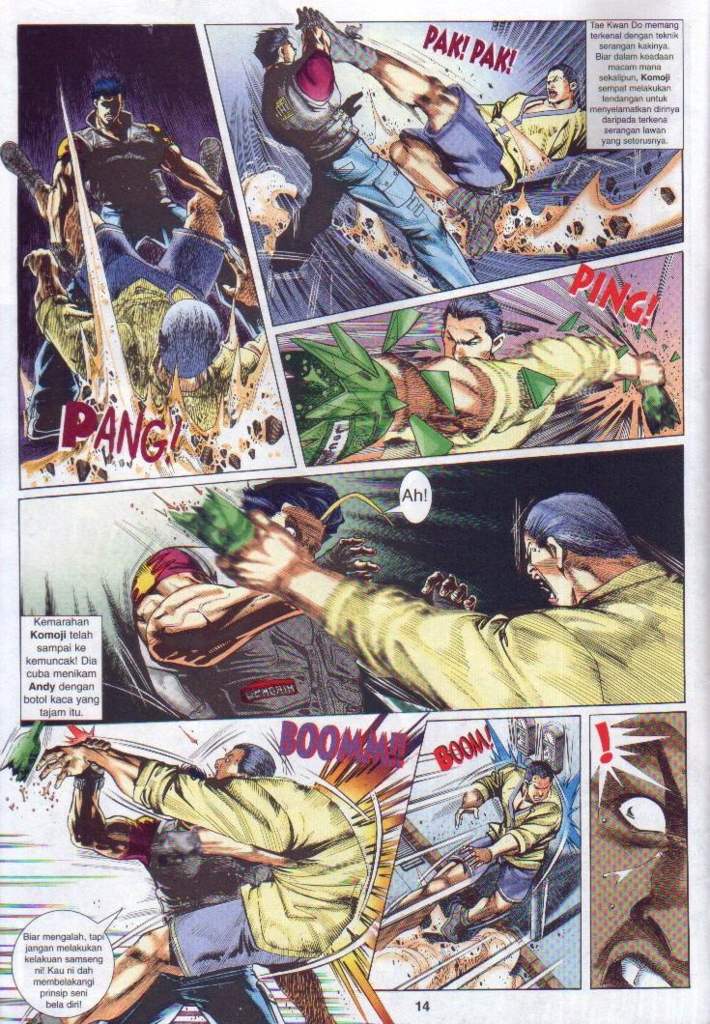 PAK! PAK!
Tae Kwan Do memang
terkenal dengan teknik
serangan kakinya.
Biar dalam keadaan
macam mana
sekalipun, Komoji
sempat melakukan
tendangan untuk
menyelamatkan dirinya
daripada terkena
serangan lawan
yang seterusnya.
PANG!
PING!
Ah!
Kemarahan
Komoji telah
sampai ke
kemuncak! Dia
cuba menikam
Andy dengan
botol kaca yang
tajam itu.
BOOMM!!
Biar mengalah, tapi
jangan melakukan
kelakuan samseng
ni! Kau ni dah
membelakangi
prinsip seni
bela diri!
BOOM!
!
14